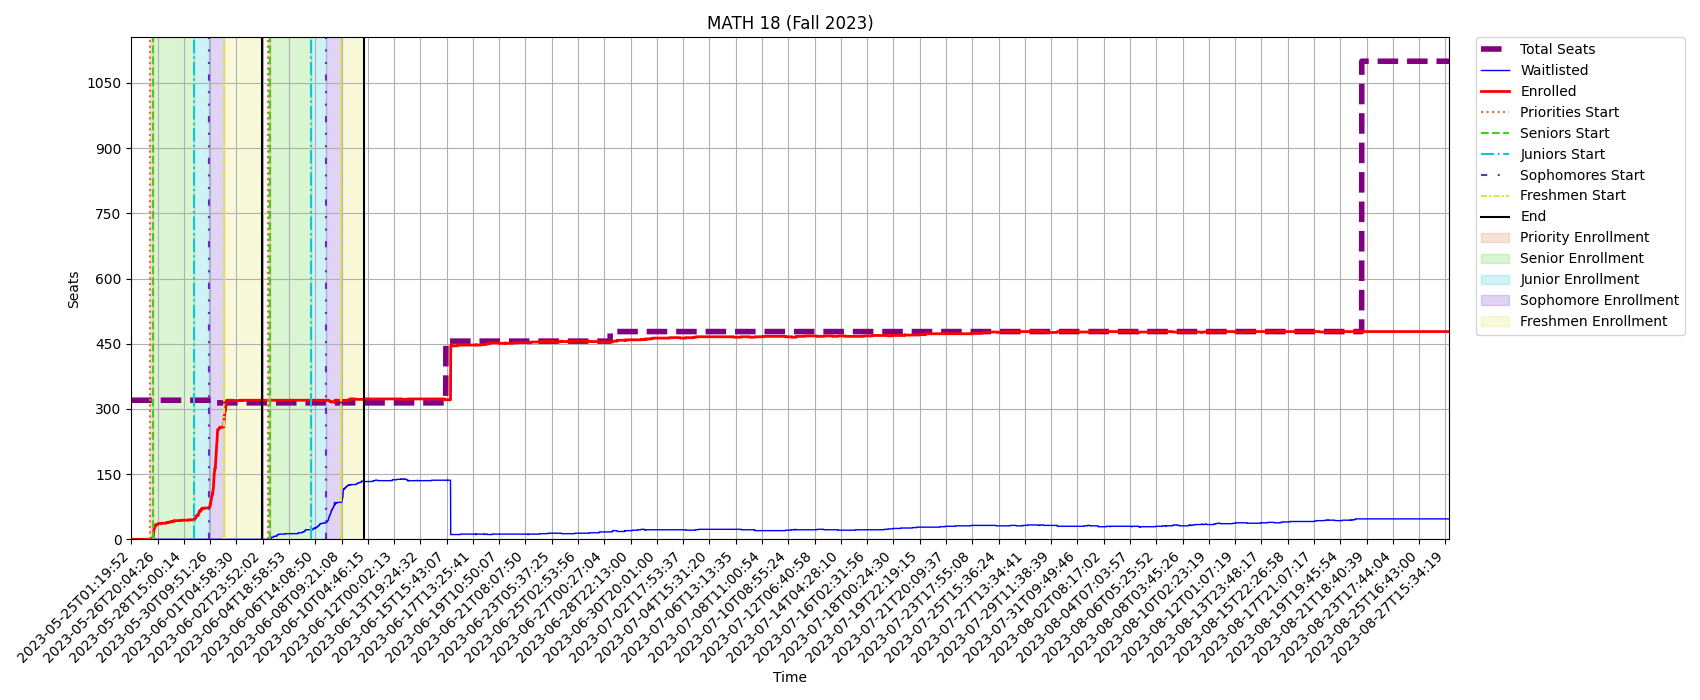 MATH 18 (Fall 2023)
Seats
1050
900
750
600
450
300
150
0
2023-05-25T01:19:52
2023-05-26T20:04:26
2023-05-28T15:00:14
2023-05-30T09:51:26
2023-06-01T04:58:30
2023-06-02T23:52:02
2023-06-04T18:58:53
2023-06-06T14:08:50
2023-06-08T09:21:08
2023-06-10T04:46:15
2023-06-12T00:02:13
2023-06-13T19:24:32
2023-06-15T15:43:07
2023-06-17T13:25:41
2023-06-19T10:50:07
2023-06-21T08:07:50
2023-06-23T05:37:25
2023-06-25T02:53:56
2023-06-27T00:27:04
2023-06-28T22:13:00
2023-06-30T20:01:00
2023-07-02T17:53:37
2023-07-04T15:31:20
2023-07-06T13:13:35
2023-07-08T11:00:54
2023-07-10T08:55:24
2023-07-12T06:40:58
2023-07-14T04:28:10
2023-07-16T02:31:56
2023-07-18T00:24:30
2023-07-19T22:19:15
2023-07-21T20:09:37
2023-07-23T17:55:08
2023-07-25T15:36:24
2023-07-27T13:34:41
2023-07-29T11:38:39
2023-07-31T09:49:46
2023-08-02T08:17:02
2023-08-04T07:03:57
2023-08-06T05:25:52
2023-08-08T03:45:26
2023-08-10T02:23:19
2023-08-12T01:07:19
2023-08-13T23:48:17
2023-08-15T22:26:58
2023-08-17T21:07:17
2023-08-19T19:45:54
2023-08-21T18:40:39
2023-08-23T17:44:04
2023-08-25T16:43:00
2023-08-27T15:34:19
Time
Total Seats
Waitlisted
Enrolled
Priorities Start
Seniors Start
Juniors Start
Sophomores Start
Freshmen Start
End
Priority Enrollment
Senior Enrollment
Junior Enrollment
Sophomore Enrollment
Freshmen Enrollment